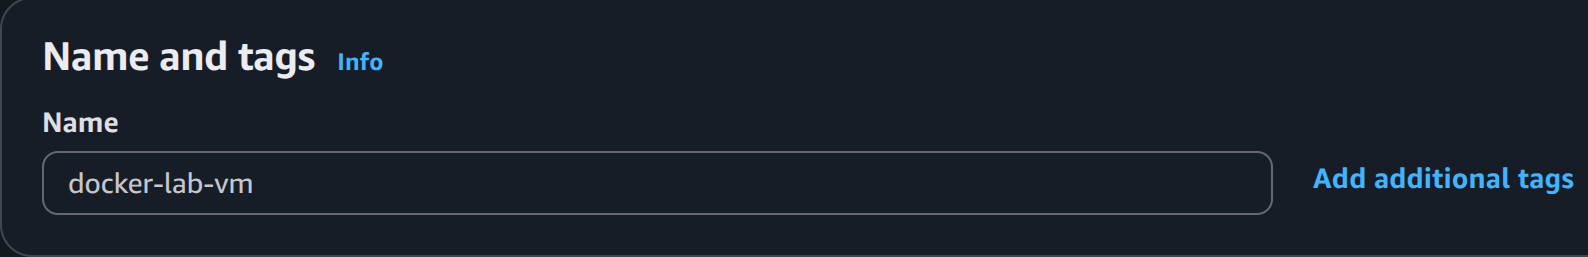 Name and tags Info
Name
docker-lab-vm
Add additional tags